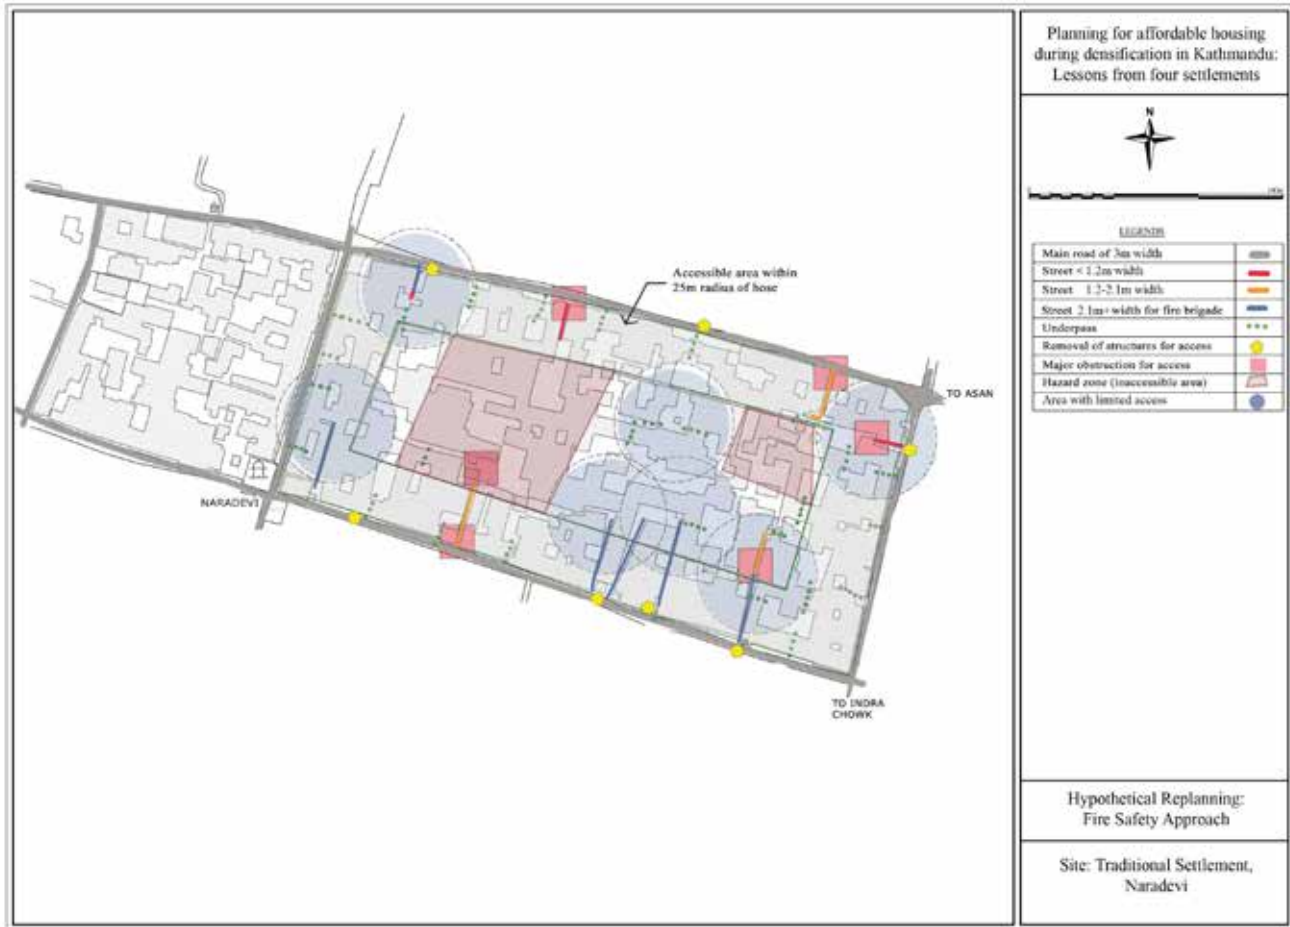 Planning for affordable housing
during densification in Kathmandu:
Lessons from four settlements
N
LEGENDS
Main road of 3m width
Street < 1.2m width
Street 1.2-2.1m width
Street 2.1m+ width for fire brigade
Underpass
Removal of structures for access
Major obstruction for access
Hazard zone (inaccessible area)
Area with limited access
Accessible area within
25m radius of hose
TO ASAN
NARADEVI
TO INDRA
CHOWK
Hypothetical Replanning:
Fire Safety Approach
Site: Traditional Settlement,
Naradevi